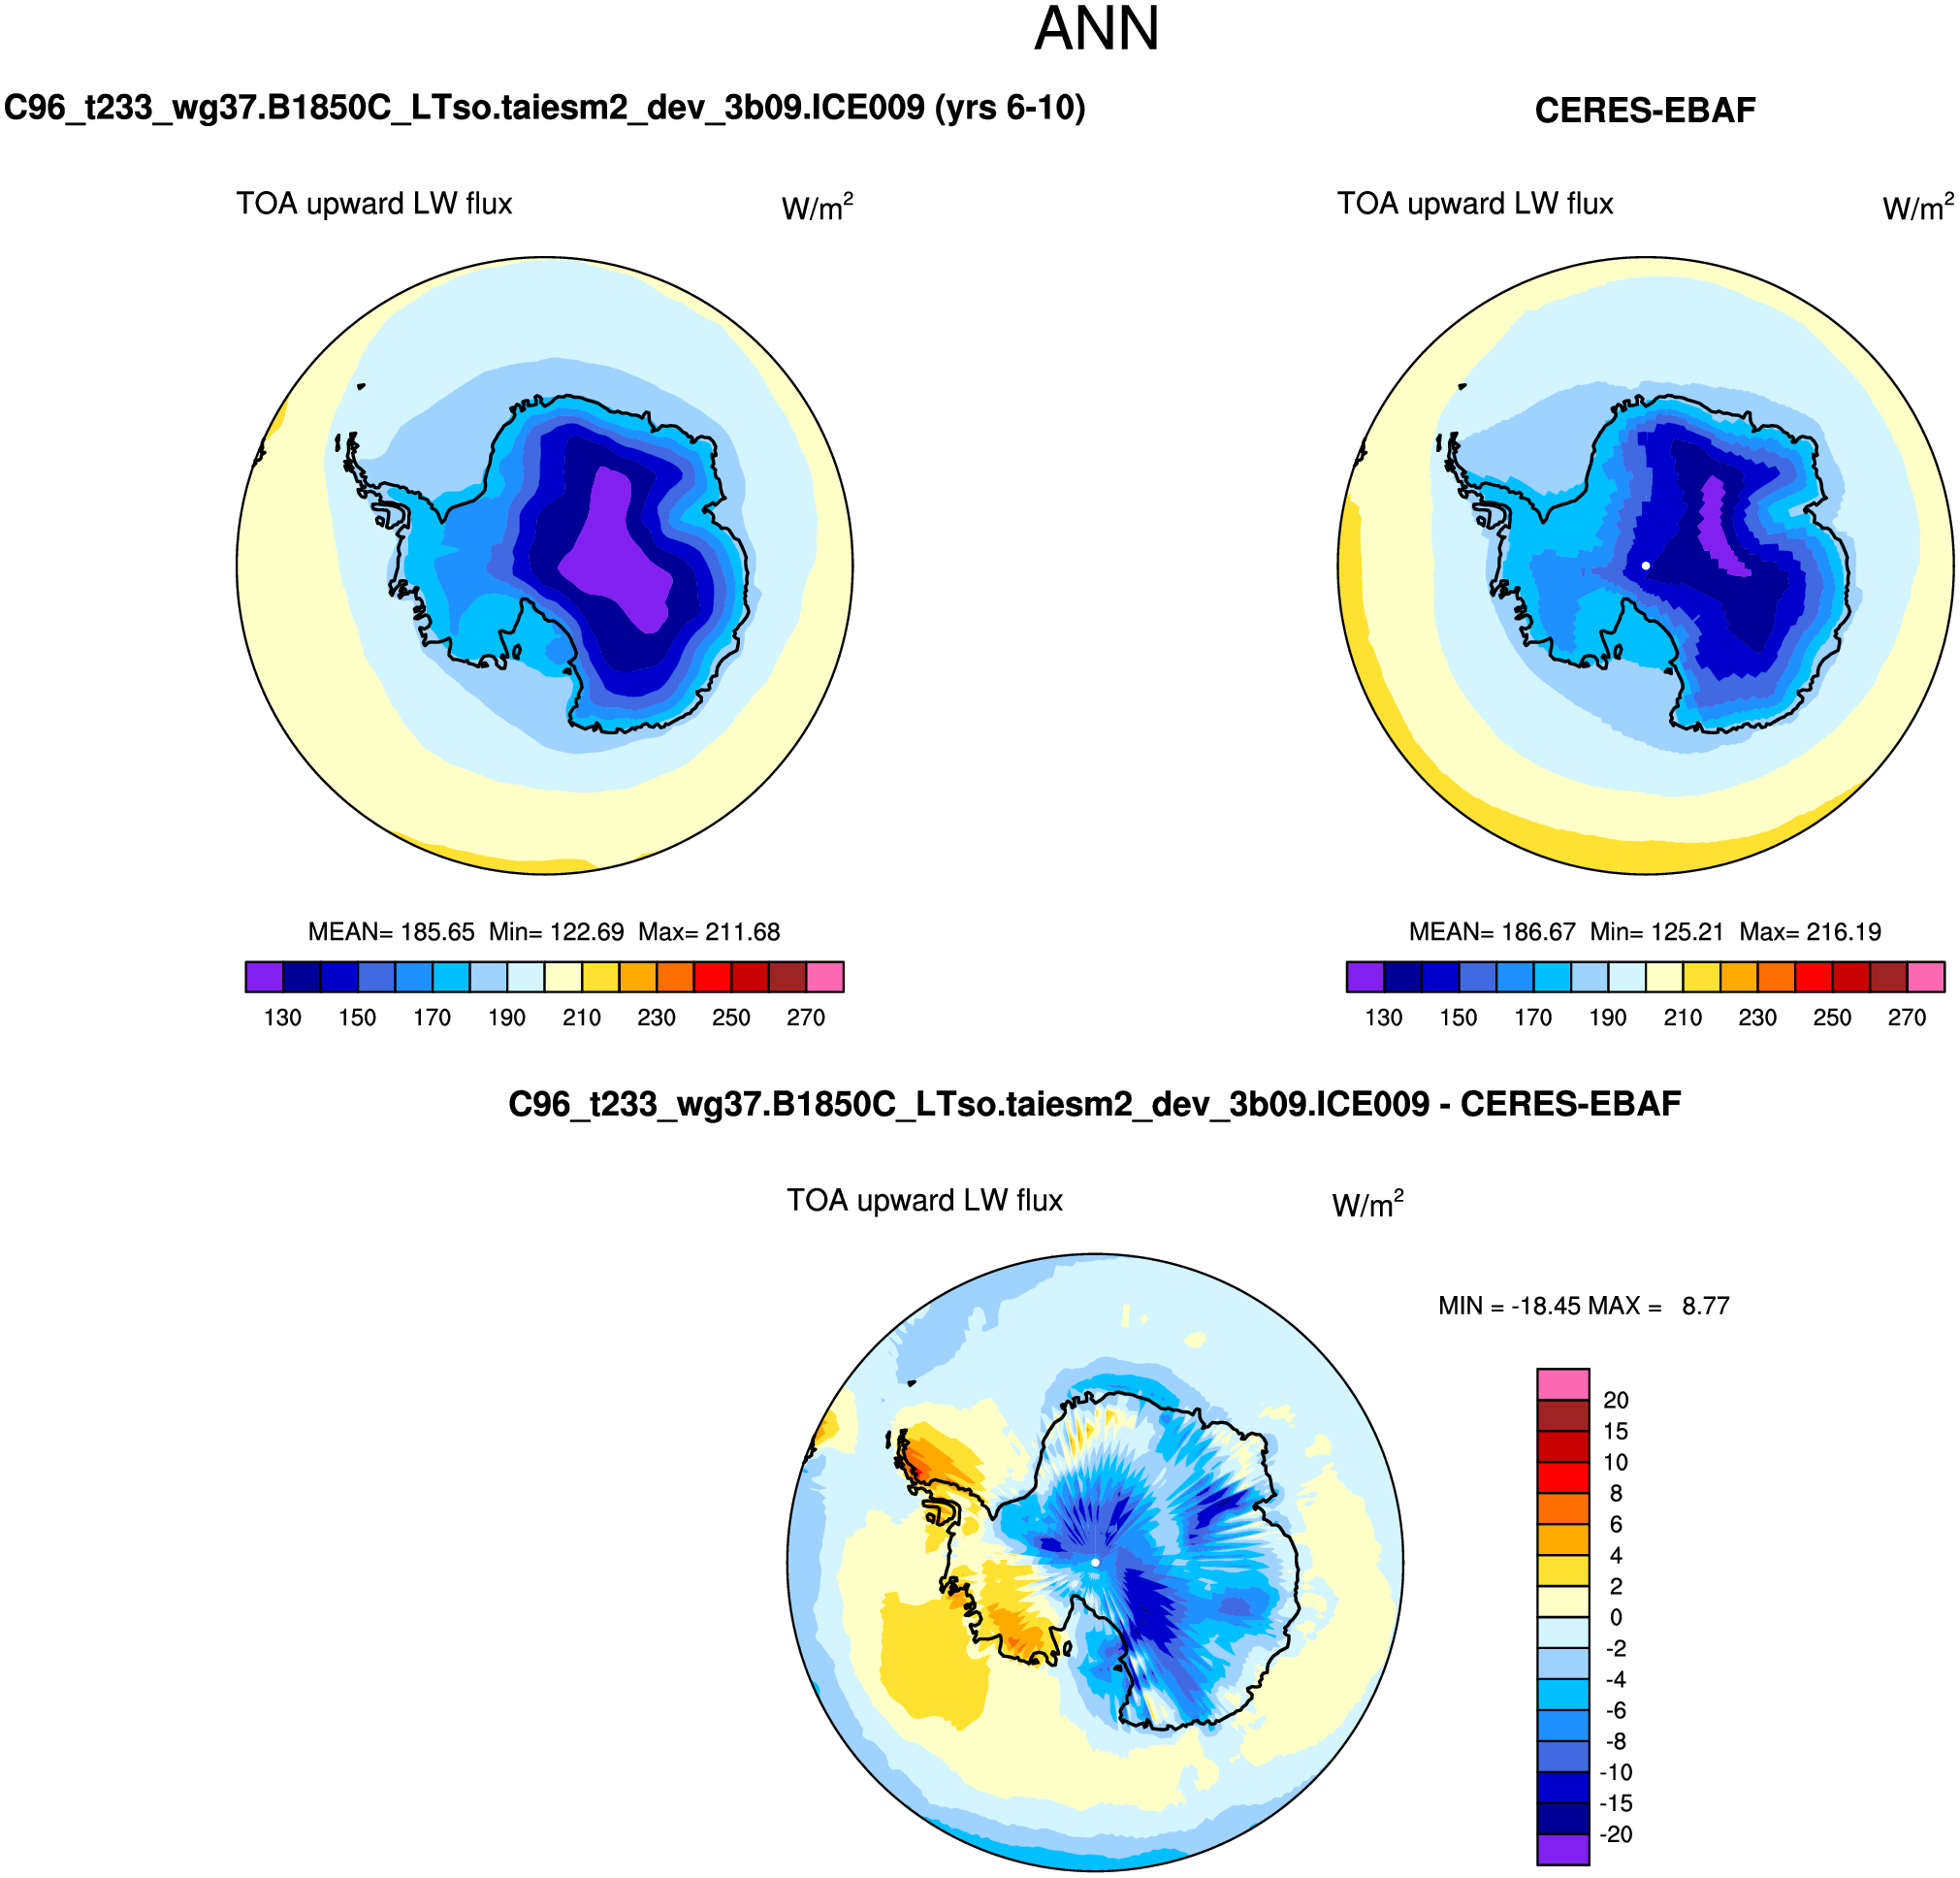 ANN
C96_t233_wg37.B1850C_LTso.taiesm2_dev_3b09.ICE009 (yrs 6-10)
CERES-EBAF
TOA upward LW flux W/m²
TOA upward LW flux W/m²
MEAN= 185.65 Min= 122.69 Max= 211.68
130 150 170 190 210 230 250 270
MEAN= 186.67 Min= 125.21 Max= 216.19
130 150 170 190 210 230 250 270
C96_t233_wg37.B1850C_LTso.taiesm2_dev_3b09.ICE009 - CERES-EBAF
TOA upward LW flux W/m²
MIN = -18.45 MAX = 8.77
20
15
10
8
6
4
2
0
-2
-4
-6
-8
-10
-15
-20